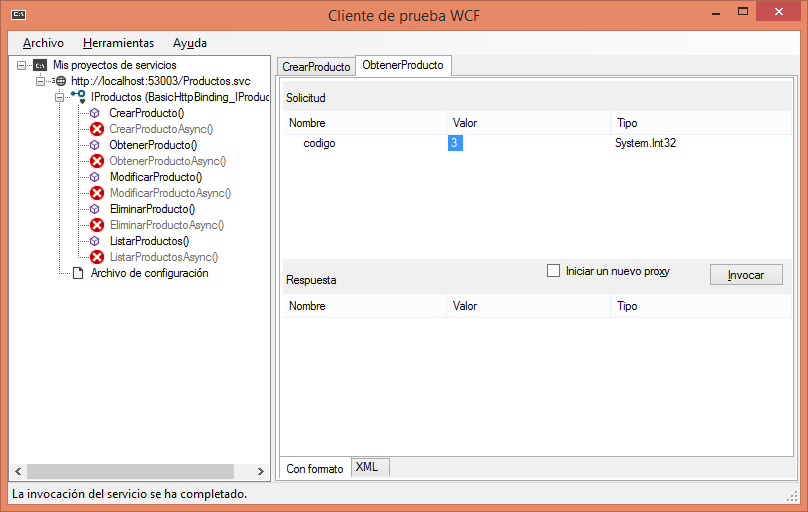 C:\
Cliente de prueba WCF
Archivo Herramientas Ayuda
C:\ Mis proyectos de servicios
http://localhost:53003/Productos.svc
IProductos (BasicHttpBinding_IProduc
CrearProducto()
CrearProductoAsync()
ObtenerProducto()
ObtenerProductoAsync()
ModificarProducto()
ModificarProductoAsync()
EliminarProducto()
EliminarProductoAsync()
ListarProductos()
ListarProductosAsync()
Archivo de configuración
CrearProducto ObtenerProducto
Solicitud
Nombre Valor Tipo
codigo 3 System.Int32
Respuesta Iniciar un nuevo proxy Invocar
Nombre Valor Tipo
Con formato XML
La invocación del servicio se ha completado.